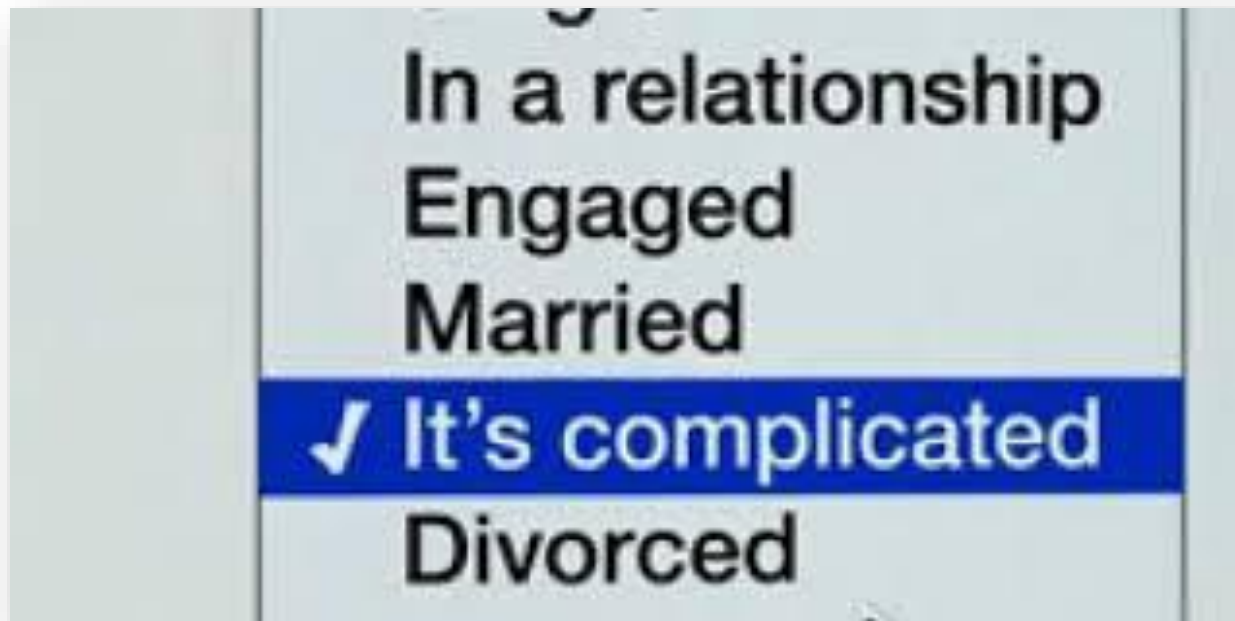 In a relationship
Engaged
Married
✓ It's complicated
Divorced